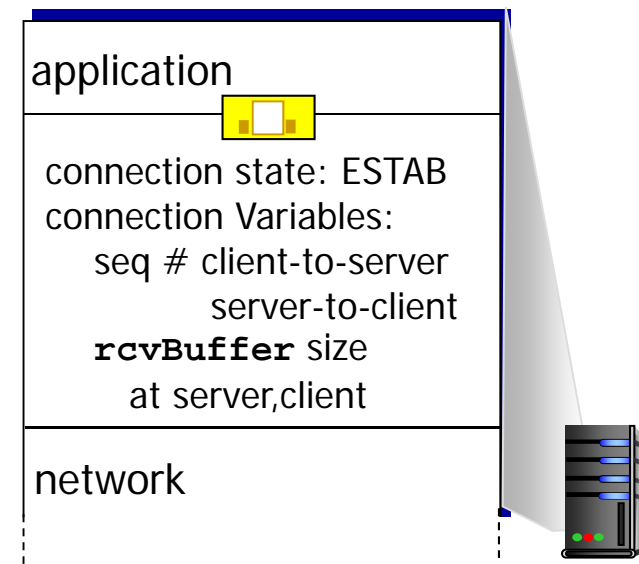 application
connection state: ESTAB
connection Variables:
seq # client-to-server
server-to-client
rcvBuffer size
at server,client
network